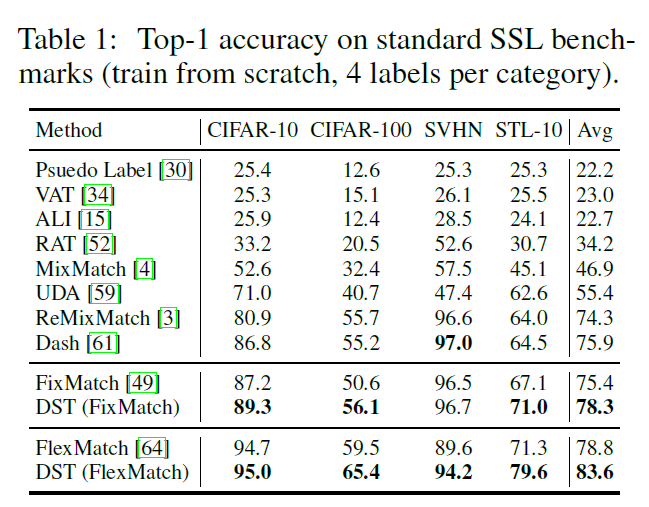 Table 1: Top-1 accuracy on standard SSL bench-
marks (train from scratch, 4 labels per category).
Method CIFAR-10 CIFAR-100 SVHN STL-10 Avg
Psuedo Label [30] 25.4 12.6 25.3 25.3 22.2
VAT [34] 25.3 15.1 26.1 25.5 23.0
ALI [15] 25.9 12.4 28.5 24.1 22.7
RAT [52] 33.2 20.5 52.6 30.7 34.2
MixMatch [4] 52.6 32.4 57.5 45.1 46.9
UDA [59] 71.0 40.7 47.4 62.6 55.4
ReMixMatch [3] 80.9 55.7 96.6 64.0 74.3
Dash [61] 86.8 55.2 97.0 64.5 75.9
FixMatch [49] 87.2 50.6 96.5 67.1 75.4
DST (FixMatch) 89.3 56.1 96.7 71.0 78.3
FlexMatch [64] 94.7 59.5 89.6 71.3 78.8
DST (FlexMatch) 95.0 65.4 94.2 79.6 83.6